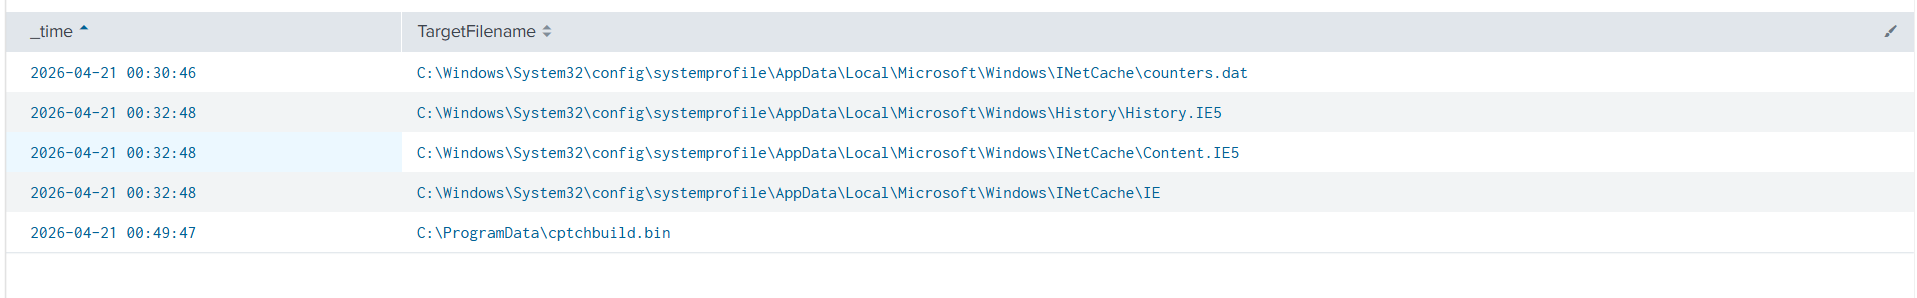 _time TargetFilename
2026-04-21 00:30:46 C:\Windows\System32\config\systemprofile\AppData\Local\Microsoft\Windows\INetCache\counters.dat
2026-04-21 00:32:48 C:\Windows\System32\config\systemprofile\AppData\Local\Microsoft\Windows\History\History.IE5
2026-04-21 00:32:48 C:\Windows\System32\config\systemprofile\AppData\Local\Microsoft\Windows\INetCache\Content.IE5
2026-04-21 00:32:48 C:\Windows\System32\config\systemprofile\AppData\Local\Microsoft\Windows\INetCache\IE
2026-04-21 00:49:47 C:\ProgramData\cptchbuild.bin